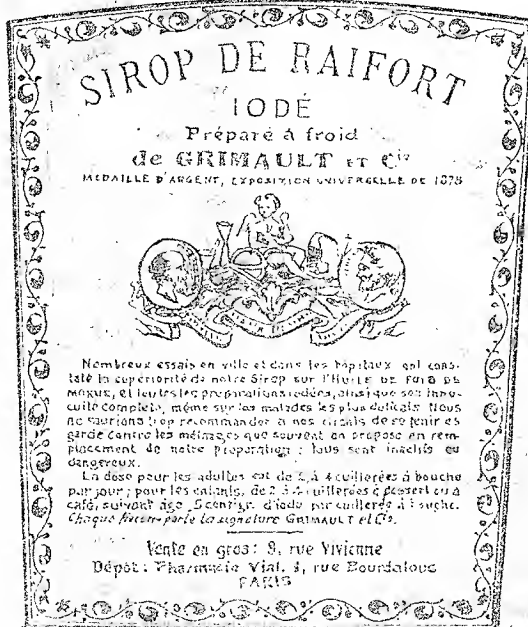 SIROP DE RAIFORT
IODÉ
Préparé à froid
de GRIMAULT ET Cie
MÉDAILLE D'ARGENT, EXPOSITION UNIVERSELLE DE 1878
Nombreux essais en ville et dans les hôpitaux ont cons-
taté la supériorité de notre Sirop sur l'HUILE DE FOIE DE
MORUE, et toutes les préparations iodées, ainsi que son inno-
cuité complète, même sur les malades les plus délicats. Nous
ne saurions trop recommander à nos clients de se tenir en
garde contre les mélanges que souvent on propose en rem-
placement de notre préparation : tous sont inactifs ou
dangereux.
La dose pour les adultes est de 2 à 4 cuillerées à bouche
par jour ; pour les enfants, de 2 à 4 cuillerées à dessert ou à
café, suivant âge. 5 centigr. d'iode par cuillerée à bouche.
Chaque flacon porte la signature GRIMAULT et Cie.
Vente en gros : 8, rue Vivienne
Dépôt : Pharmacie Vial, 1, rue Bourdaloue
PARIS